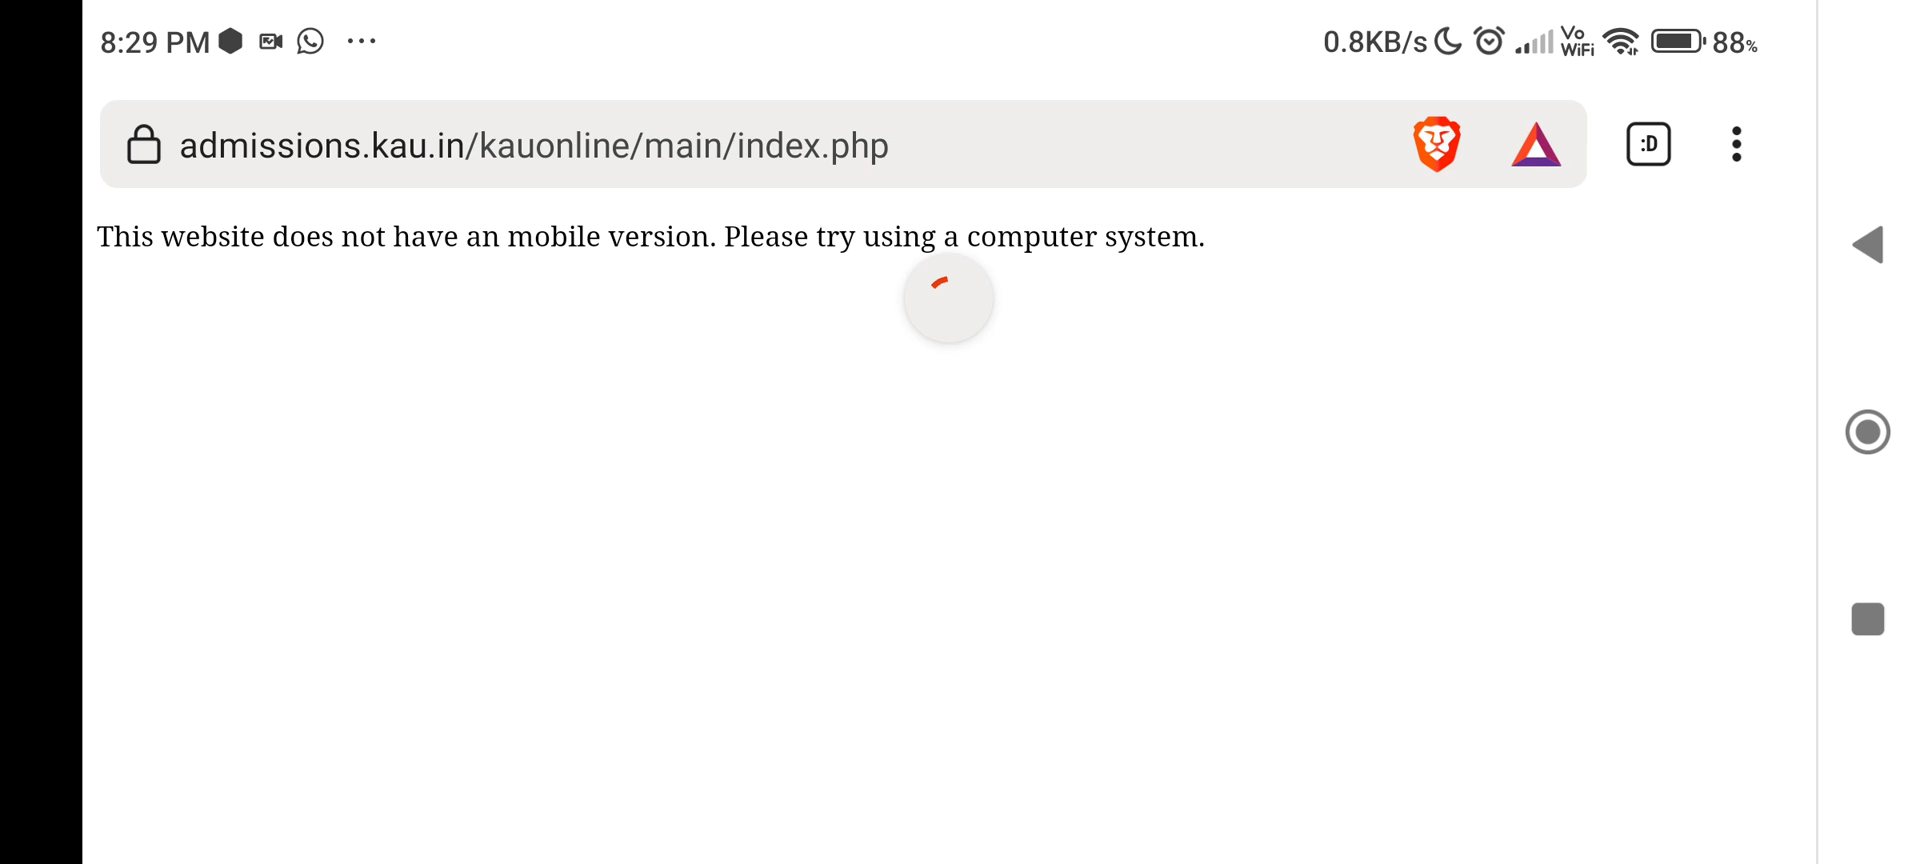 8:29 PM ... 0.8KB/s Vo WiFi 88%
admissions.kau.in/kauonline/main/index.php :D
This website does not have an mobile version. Please try using a computer system.